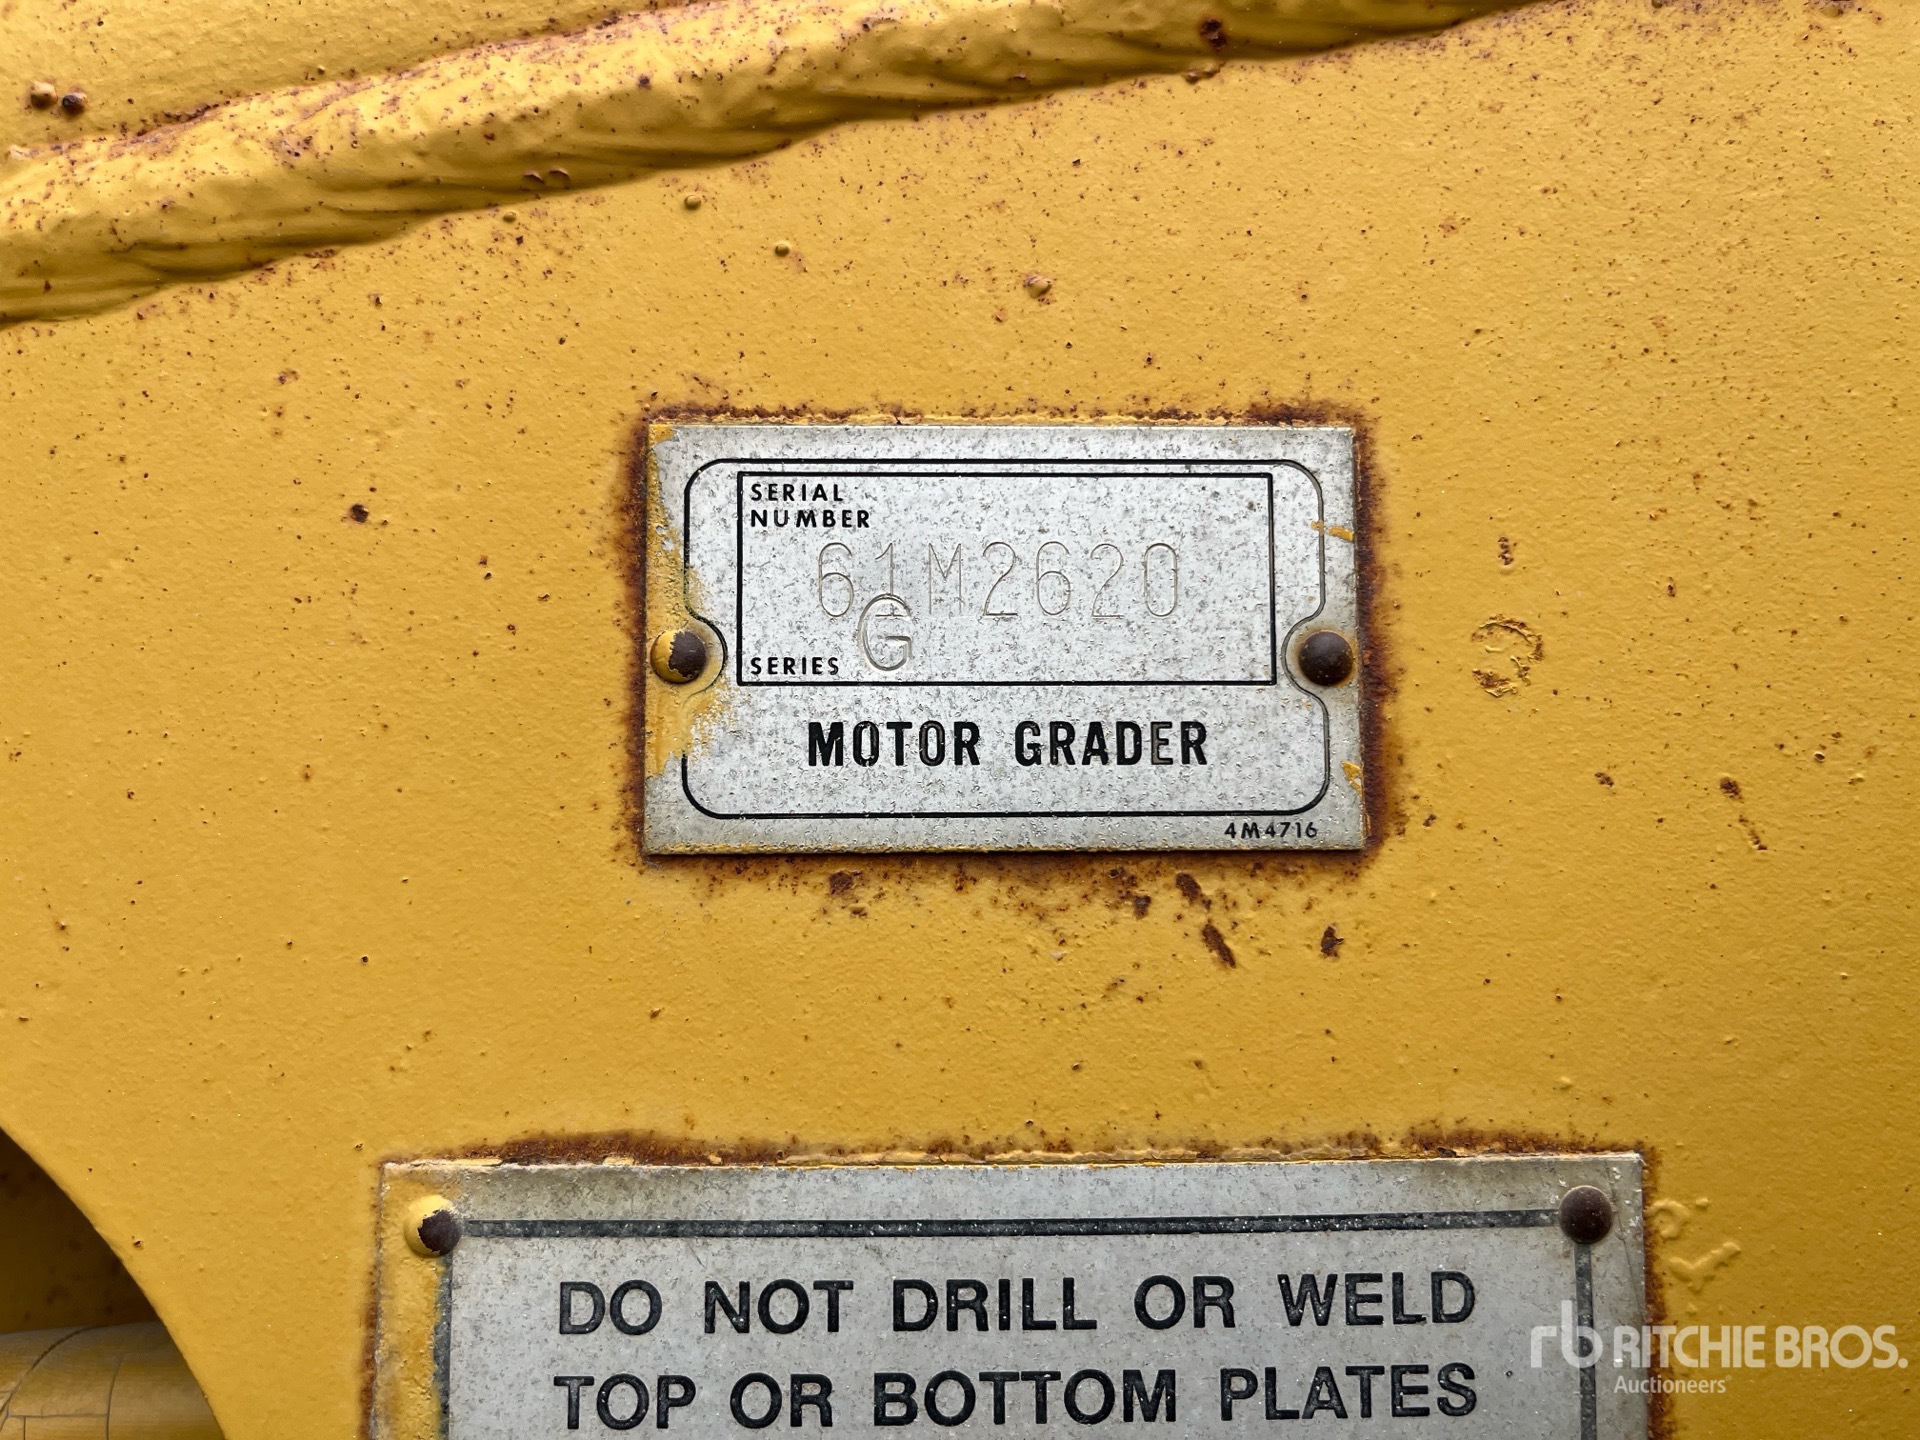 SERIAL
NUMBER
61M2620
SERIES G
MOTOR GRADER
4M4716
DO NOT DRILL OR WELD
TOP OR BOTTOM PLATES
rb RITCHIE BROS.
Auctioneers